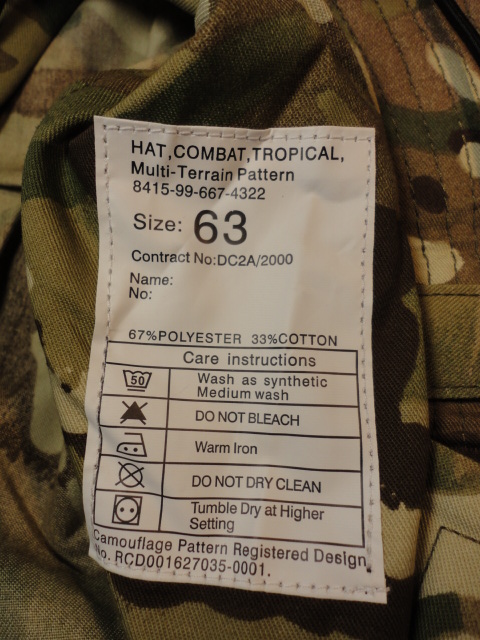 HAT,COMBAT,TROPICAL,
Multi-Terrain Pattern
8415-99-667-4322
Size: 63
Contract No:DC2A/2000
Name:
No:
67%POLYESTER 33%COTTON
Care instructions
50
Wash as synthetic
Medium wash
DO NOT BLEACH
Warm Iron
DO NOT DRY CLEAN
Tumble Dry at Higher
Setting
Camouflage Pattern Registered Design
No. RCD001627035-0001.